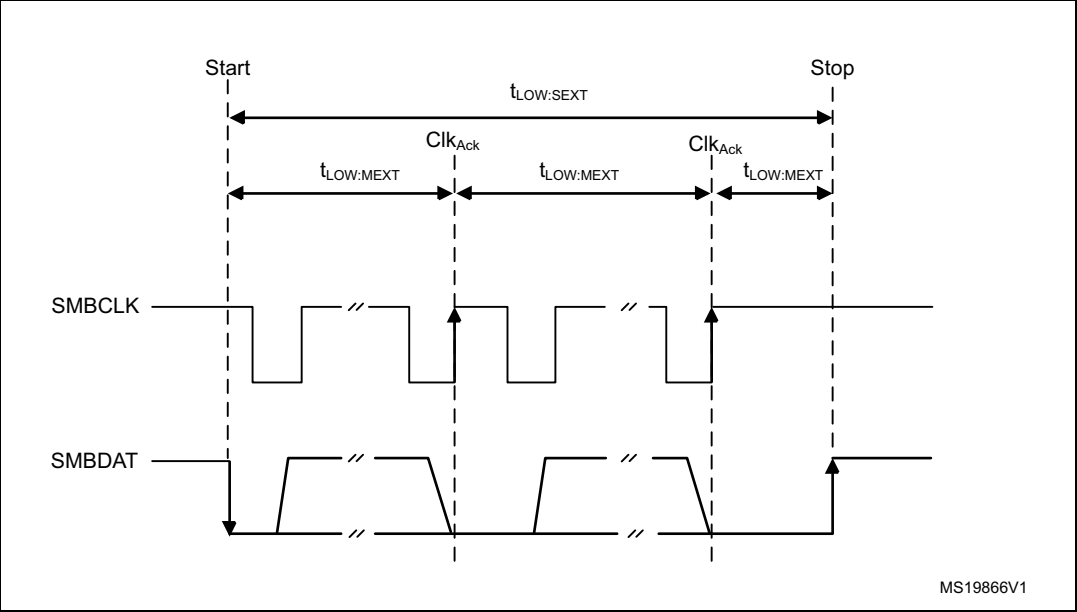 Start
Stop
tLOW:SEXT
ClkAck
ClkAck
tLOW:MEXT
tLOW:MEXT
tLOW:MEXT
SMBCLK
SMBDAT
MS19866V1